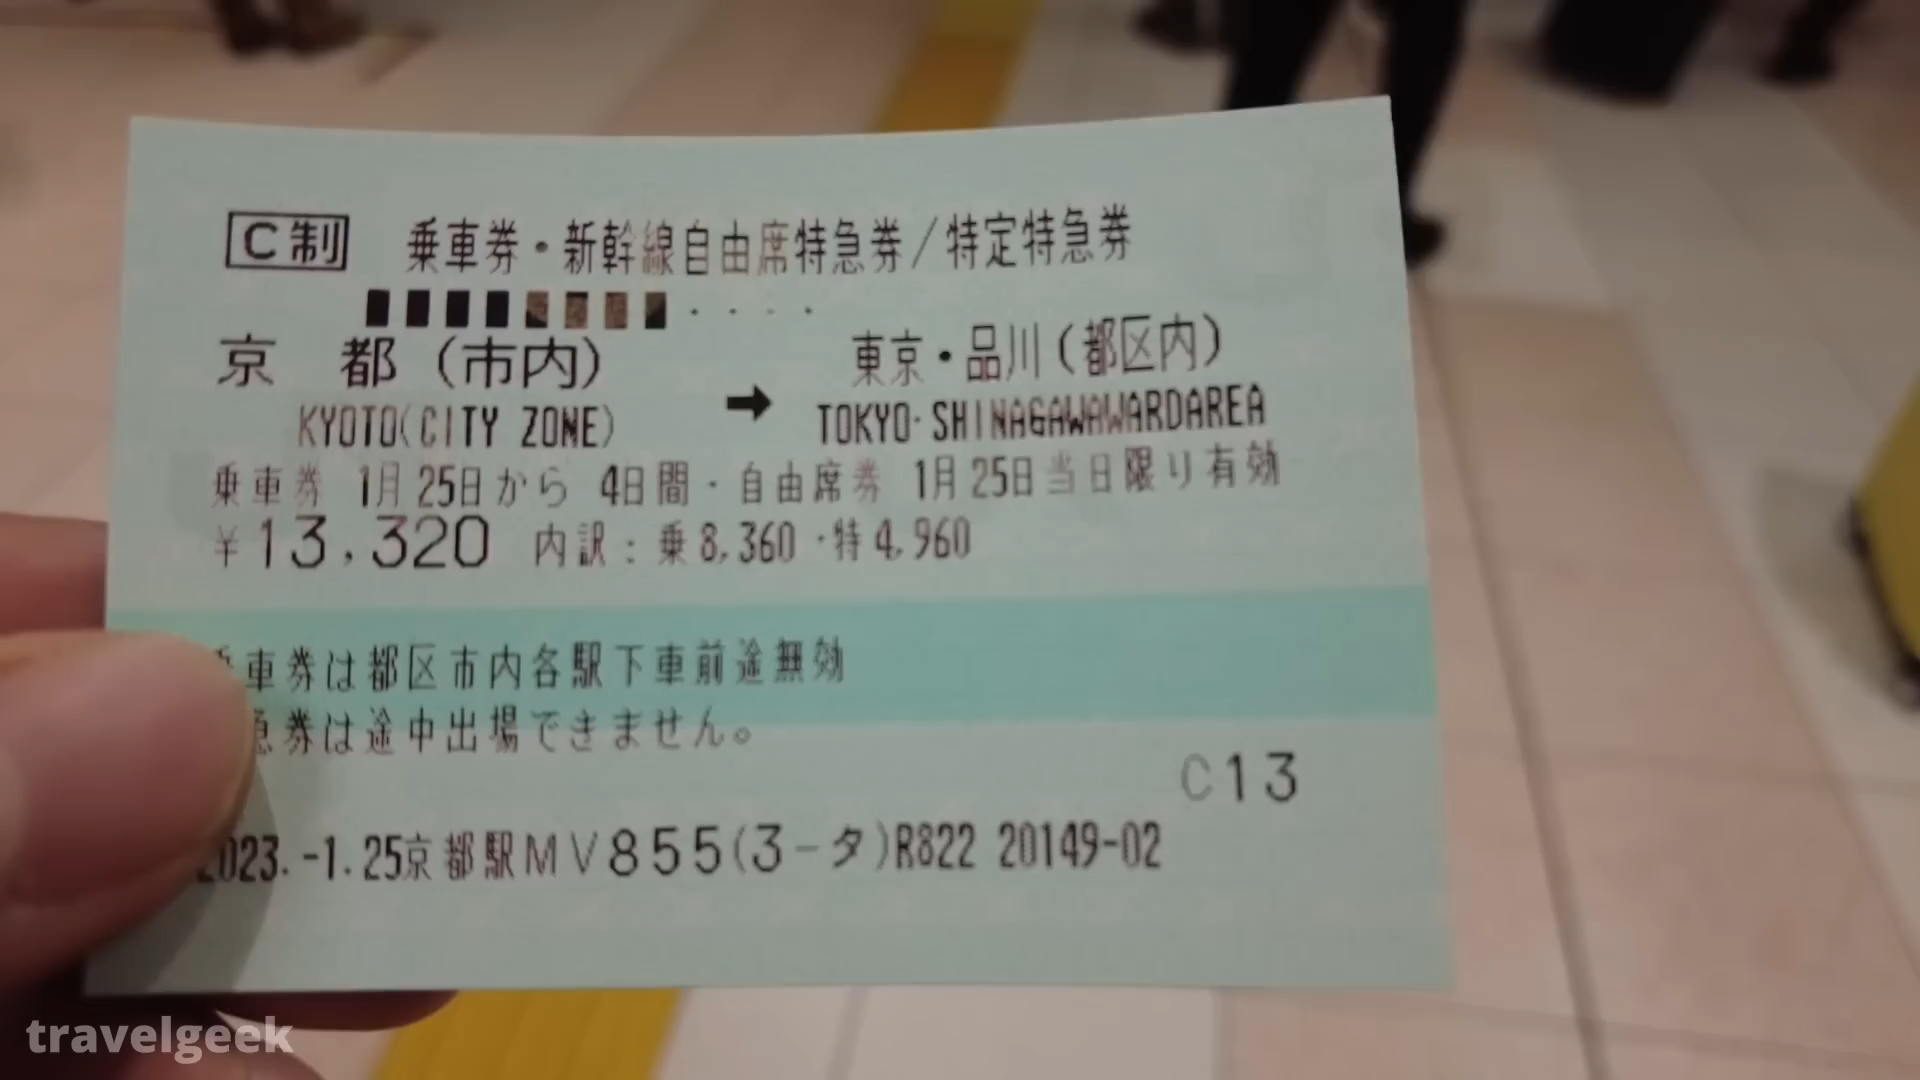 C制 乗車券・新幹線自由席特急券/特定特急券
京都(市内) ➡ 東京・品川(都区内)
KYOTO(CITY ZONE) TOKYO・SHINAGAWAWARDAREA
乗車券 1月25日から 4日間・自由席券 1月25日当日限り有効
¥13,320 内訳:乗8,360・特4,960
車券は都区市内各駅下車前途無効
急券は途中出場できません。
C13
2023.-1.25京都駅MV855(3-タ)R822 20149-02
travelgeek